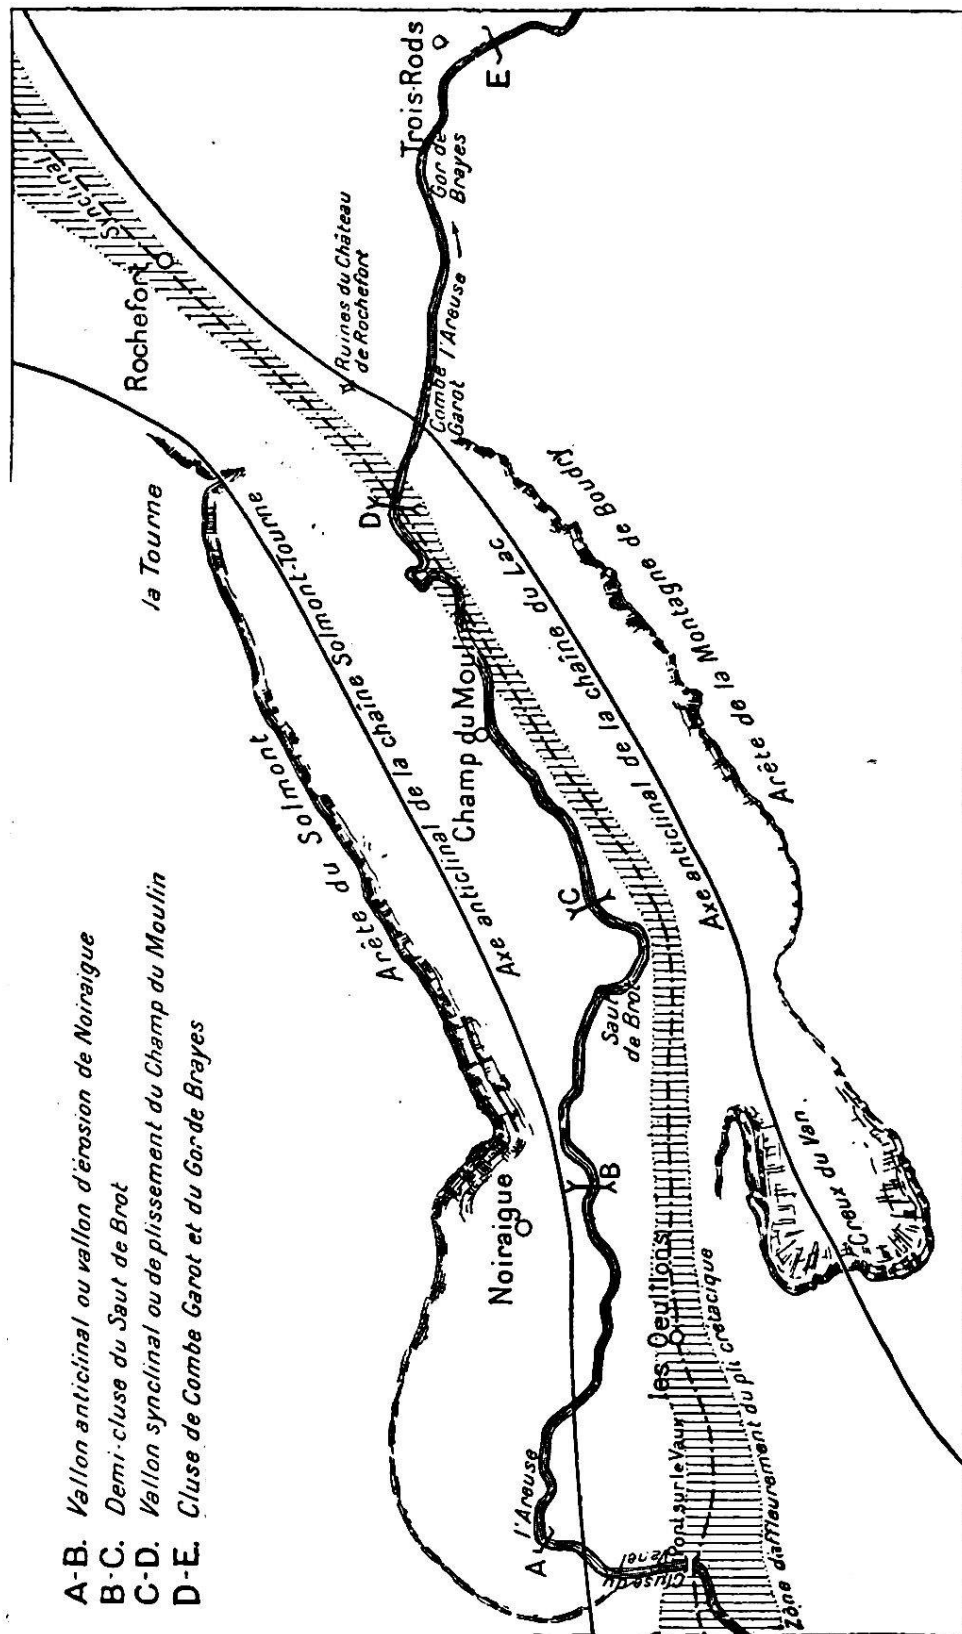 A-B. Vallon anticlinal ou vallon d'érosion de Noiraigue
B-C. Demi-cluse du Saut de Brot
C-D. Vallon synclinal ou de plissement du Champ du Moulin
D-E. Cluse de Combe Garot et du Gor de Brayes
la Tourne
Rochefort
Synclinal
Trois-Rods
E
Ruines du Château
de Rochefort
Gor de
Brayes
Combe
Garot
l'Areuse
D
Arête du Solmont
Axe anticlinal de la chaîne Solmont-Tourne
Champ du Moulin
C
Saut
de Brot
Axe anticlinal de la chaîne du Lac
Arête de la Montagne de Boudry
Noiraigue
B
A
l'Areuse
Cluse du
Pont sur le Vaux
les Oeuillons
Creux du Van.
Zône d'affleurement du pli crétacique